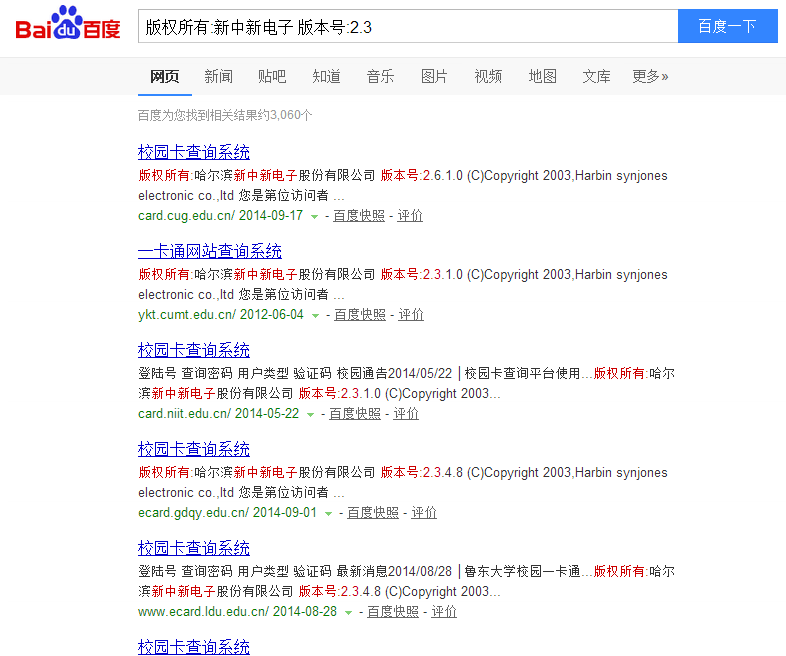 Bai du 百度
版权所有:新中新电子 版本号:2.3
百度一下
网页 新闻 贴吧 知道 音乐 图片 视频 地图 文库 更多»
百度为您找到相关结果约3,060个
校园卡查询系统
版权所有:哈尔滨新中新电子股份有限公司 版本号:2.6.1.0 (C)Copyright 2003,Harbin synjones
electronic co.,ltd 您是第位访问者 ...
card.cug.edu.cn/ 2014-09-17 - 百度快照 - 评价
一卡通网站查询系统
版权所有:哈尔滨新中新电子股份有限公司 版本号:2.3.1.0 (C)Copyright 2003,Harbin synjones
electronic co.,ltd 您是第位访问者 ...
ykt.cumt.edu.cn/ 2012-06-04 - 百度快照 - 评价
校园卡查询系统
登陆号 查询密码 用户类型 验证码 校园通告2014/05/22 | 校园卡查询平台使用...版权所有:哈尔
滨新中新电子股份有限公司 版本号:2.3.1.0 (C)Copyright 2003...
card.niit.edu.cn/ 2014-05-22 - 百度快照 - 评价
校园卡查询系统
版权所有:哈尔滨新中新电子股份有限公司 版本号:2.3.4.8 (C)Copyright 2003,Harbin synjones
electronic co.,ltd 您是第位访问者 ...
ecard.gdqy.edu.cn/ 2014-09-01 - 百度快照 - 评价
校园卡查询系统
登陆号 查询密码 用户类型 验证码 最新消息2014/08/28 | 鲁东大学校园一卡通...版权所有:哈尔
滨新中新电子股份有限公司 版本号:2.3.4.8 (C)Copyright 2003...
www.ecard.ldu.edu.cn/ 2014-08-28 - 百度快照 - 评价
校园卡查询系统